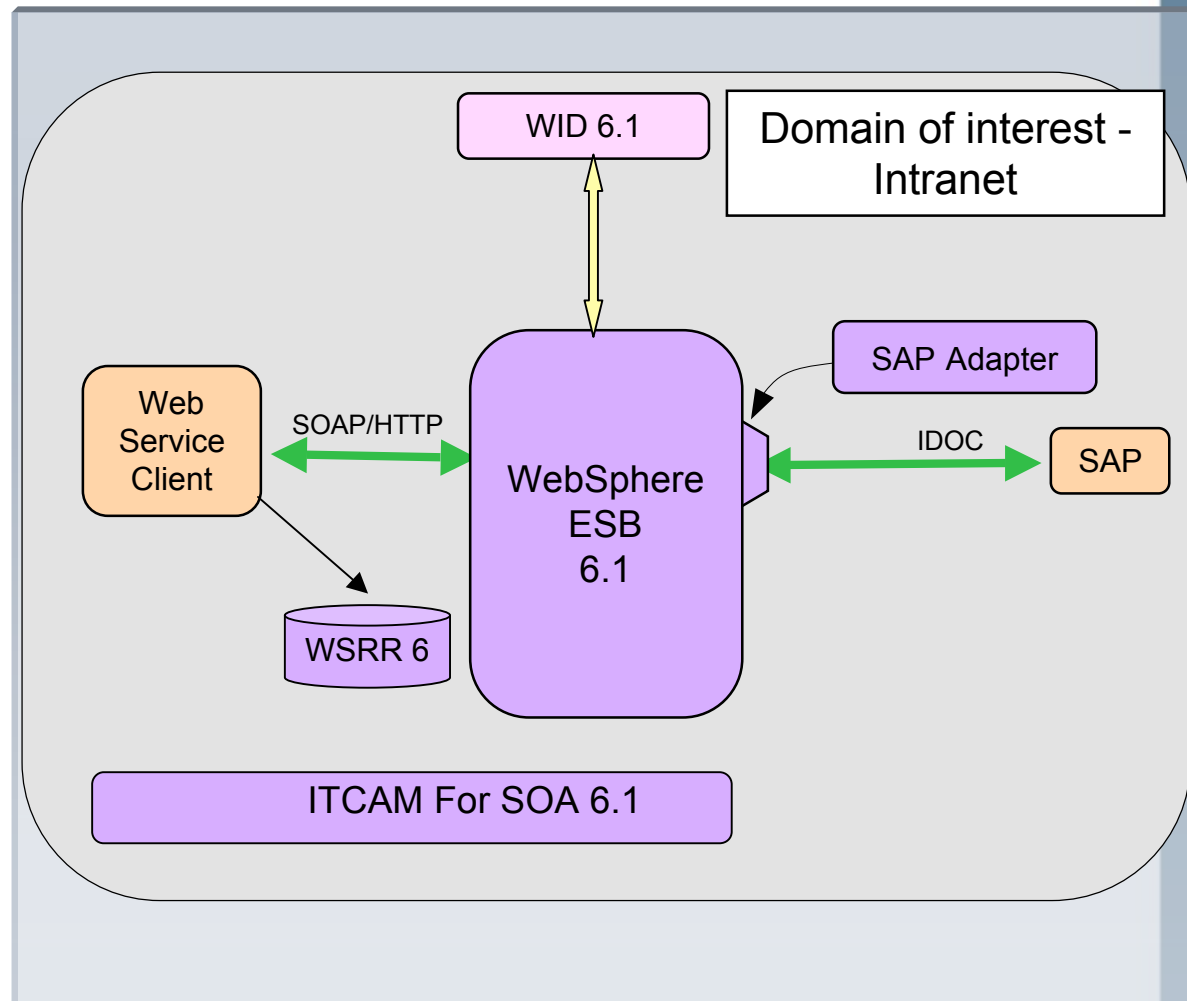 WID 6.1
Domain of interest -
Intranet
SAP Adapter
Web
Service
Client
SOAP/HTTP
WebSphere
ESB
6.1
IDOC
SAP
WSRR 6
ITCAM For SOA 6.1